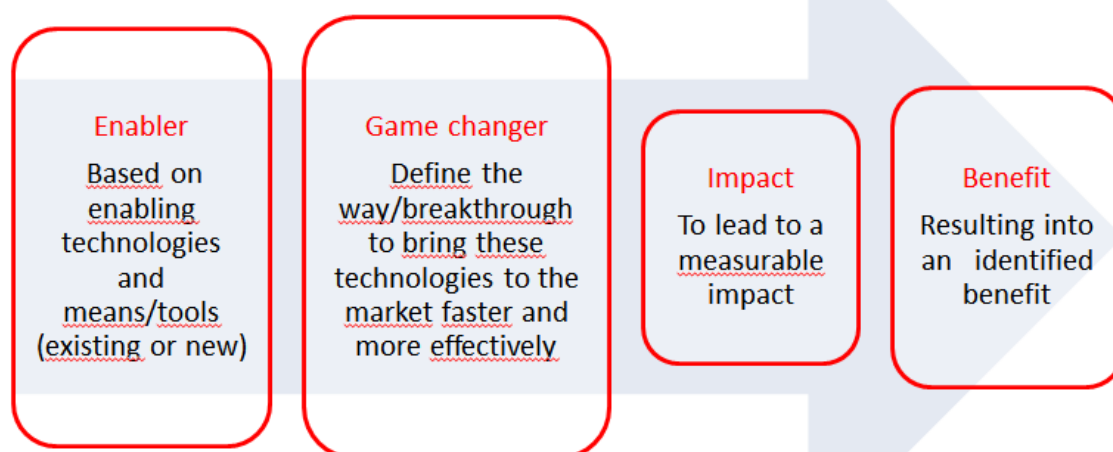 Enabler
Based on
enabling
technologies
and
means/tools
(existing or new)
Game changer
Define the
way/breakthrough
to bring these
technologies to the
market faster and
more effectively
Impact
To lead to a
measurable
impact
Benefit
Resulting into
an identified
benefit